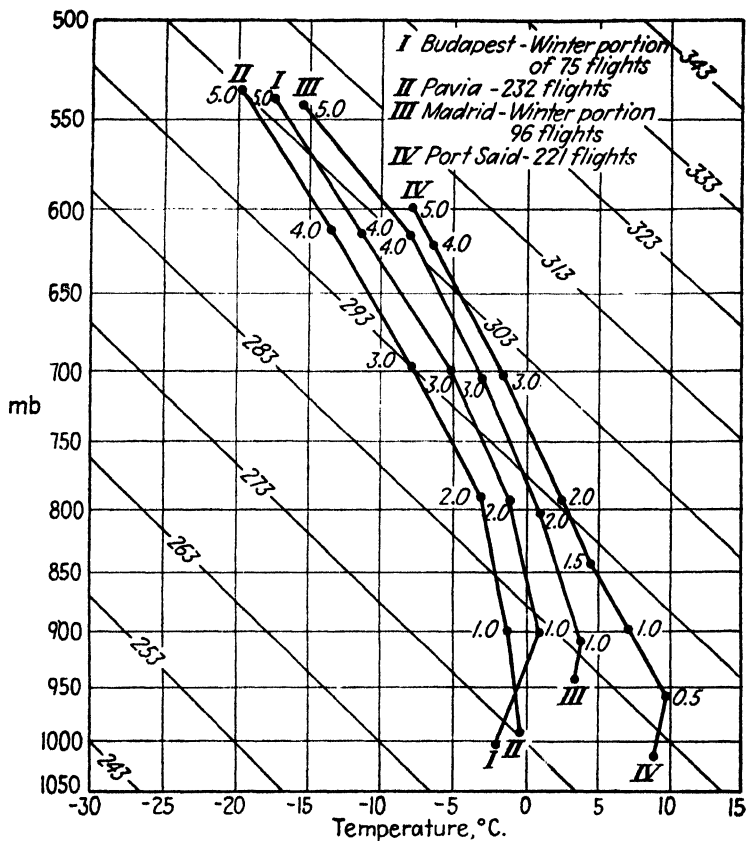 500
I Budapest - Winter portion
of 75 flights
II Pavia - 232 flights
III Madrid - Winter portion
96 flights
IV Port Said - 221 flights
343
II I III
5.0 5.0 5.0
550
333
IV
600
5.0
4.0 4.0 4.0 4.0
323
313
650
293
303
283
3.0 3.0 3.0 3.0
700
mb
750
273
2.0 2.0 2.0 2.0
800
263
1.5
850
900
1.0 1.0 1.0 1.0
253
950
III
0.5
1000
I II
IV
243
1050
-30 -25 -20 -15 -10 -5 0 5 10 15
Temperature, °C.